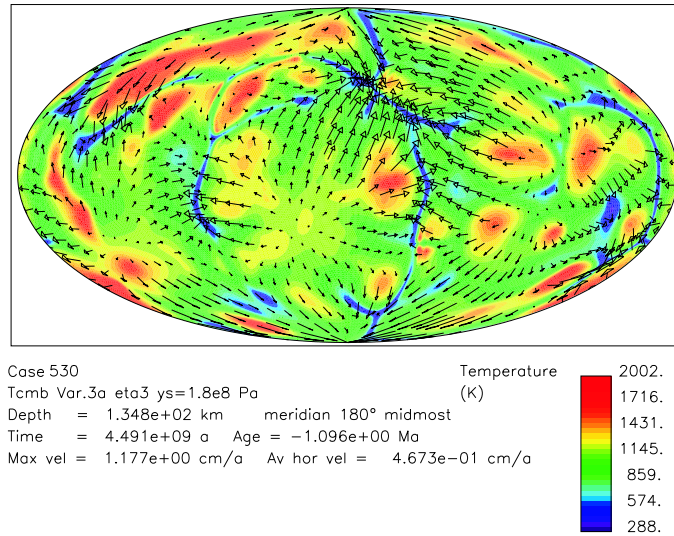 Case 530
Tcmb Var.3a eta3 ys=1.8e8 Pa
Depth = 1.348e+02 km meridian 180° midmost
Time = 4.491e+09 a Age = −1.096e+00 Ma
Max vel = 1.177e+00 cm/a Av hor vel = 4.673e−01 cm/a
Temperature
(K)
2002.
1716.
1431.
1145.
859.
574.
288.